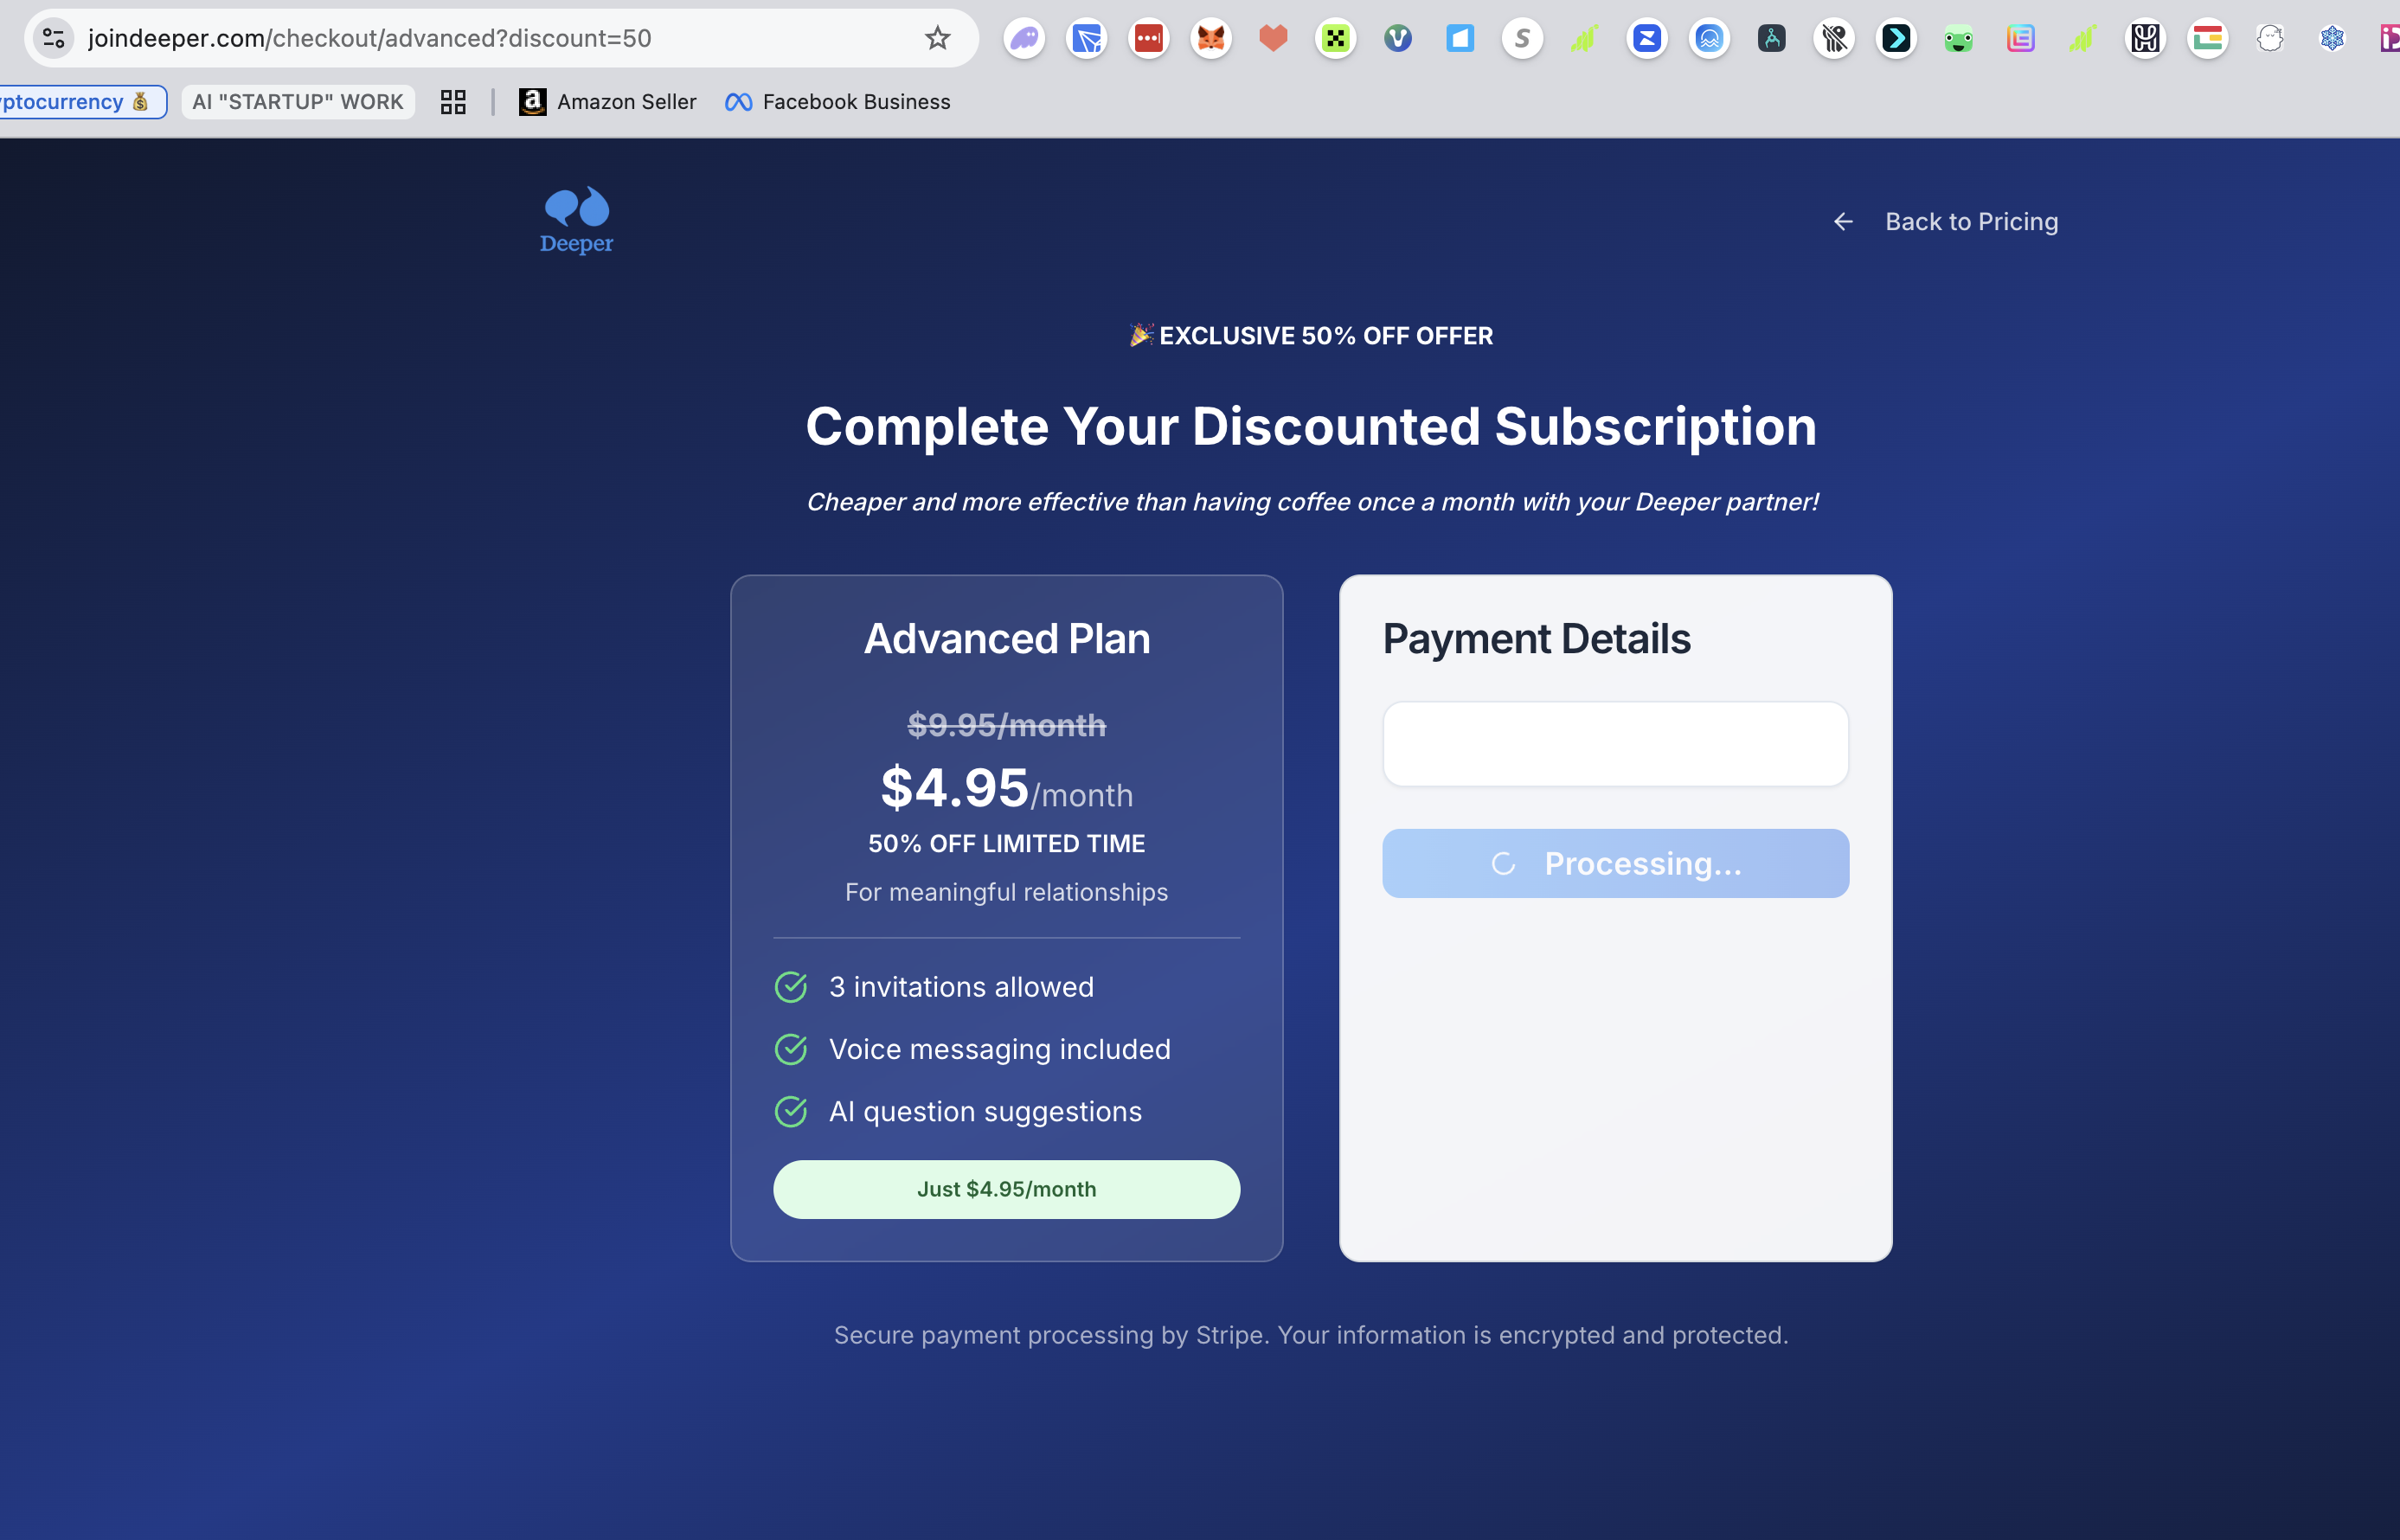 joindeeper.com/checkout/advanced?discount=50
ptocurrency 💰
AI "STARTUP" WORK
Amazon Seller
Facebook Business
Deeper
← Back to Pricing
🎉 EXCLUSIVE 50% OFF OFFER
Complete Your Discounted Subscription
Cheaper and more effective than having coffee once a month with your Deeper partner!
Advanced Plan
$9.95/month
$4.95/month
50% OFF LIMITED TIME
For meaningful relationships
3 invitations allowed
Voice messaging included
AI question suggestions
Just $4.95/month
Payment Details
Processing...
Secure payment processing by Stripe. Your information is encrypted and protected.